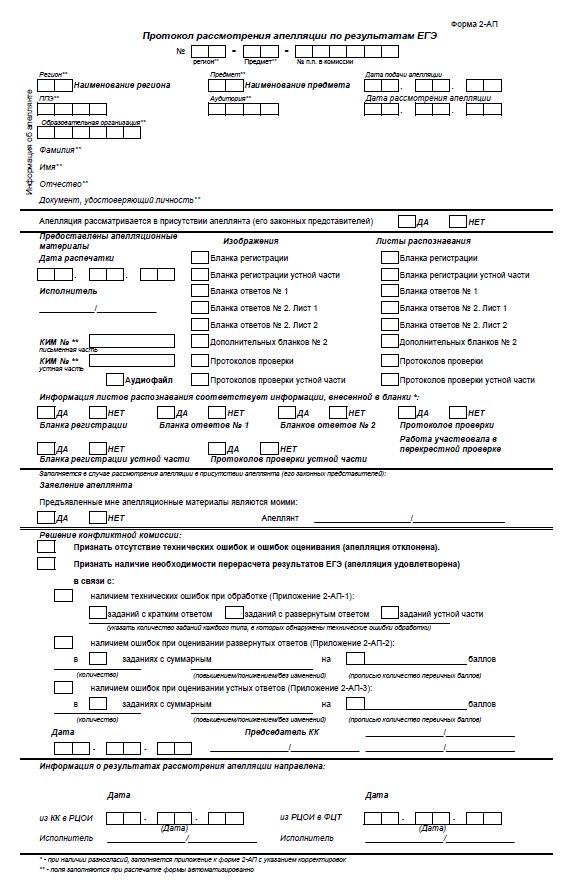 Форма 2-АП
Протокол рассмотрения апелляции по результатам ЕГЭ
№ - -
регион** Предмет** № п.п. в комиссии
Информация об апеллянте
Регион** Предмет** Дата подачи апелляции
Наименование региона Наименование предмета . .
ППЭ** Аудитория** Дата рассмотрения апелляции
. .
Образовательная организация**
Фамилия**
Имя**
Отчество**
Документ, удостоверяющий личность**
Апелляция рассматривается в присутствии апеллянта (его законных представителей) ДА НЕТ
Предоставлены апелляционные материалы Изображения Листы распознавания
Дата распечатки Бланка регистрации Бланка регистрации
. . Бланка регистрации устной части Бланка регистрации устной части
Исполнитель Бланка ответов № 1 Бланка ответов № 1
/ Бланка ответов № 2. Лист 1 Бланка ответов № 2. Лист 1
Бланка ответов № 2. Лист 2 Бланка ответов № 2. Лист 2
КИМ № ** Дополнительных бланков № 2 Дополнительных бланков № 2
письменная часть
КИМ № ** Протоколов проверки Протоколов проверки
устная часть
Аудиофайл Протоколов проверки устной части Протоколов проверки устной части
Информация листов распознавания соответствует информации, внесенной в бланки *:
ДА НЕТ ДА НЕТ ДА НЕТ ДА НЕТ
Бланка регистрации Бланка ответов № 1 Бланков ответов № 2 Протоколов проверки
ДА НЕТ ДА НЕТ Работа участвовала в перекрестной проверке
Бланка регистрации устной части Протоколов проверки устной части
Заполняется в случае рассмотрения апелляции в присутствии апеллянта (его законных представителей):
Заявление апеллянта
Предъявленные мне апелляционные материалы являются моими:
ДА НЕТ Апеллянт /
Решение конфликтной комиссии:
Признать отсутствие технических ошибок и ошибок оценивания (апелляция отклонена).
Признать наличие необходимости перерасчета результатов ЕГЭ (апелляция удовлетворена)
в связи с:
наличием технических ошибок при обработке (Приложение 2-АП-1):
заданий с кратким ответом заданий с развернутым ответом заданий устной части
(указать количество заданий каждого типа, в которых обнаружены технические ошибки обработки)
наличием ошибок при оценивании развернутых ответов (Приложение 2-АП-2):
в заданиях с суммарным на баллов
(количество) (повышением/понижением/без изменений) (прописью количество первичных баллов)
наличием ошибок при оценивании устных ответов (Приложение 2-АП-3):
в заданиях с суммарным на баллов
(количество) (повышением/понижением/без изменений) (прописью количество первичных баллов)
Дата Председатель КК /
. . / /
Информация о результатах рассмотрения апелляции направлена:
Дата Дата
из КК в РЦОИ . . из РЦОИ в ФЦТ . .
(Дата) (Дата)
Исполнитель / Исполнитель /
* - при наличии разногласий, заполняется приложение к форме 2-АП с указанием корректировок
** - поля заполняются при распечатке формы автоматизированно